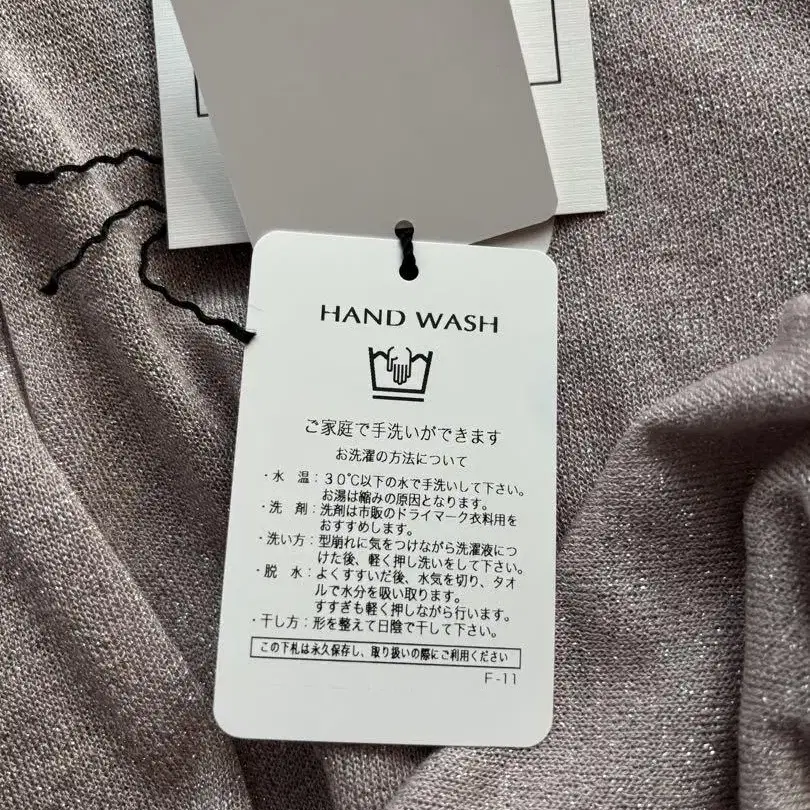 HAND WASH
ご家庭で手洗いができます
お洗濯の方法について
・水 温：30℃以下の水で手洗いして下さい。
お湯は縮みの原因となります。
・洗 剤：洗剤は市販のドライマーク衣料用を
おすすめします。
・洗い方：型崩れに気をつけながら洗濯液につ
けた後、軽く押し洗いをして下さい。
・脱 水：よくすすいだ後、水気を切り、タオ
ルで水分を吸い取ります。
すすぎも軽く押しながら行います。
・干し方：形を整えて日陰で干して下さい。
この下札は永久保存し、取り扱いの際にご利用ください
F-11